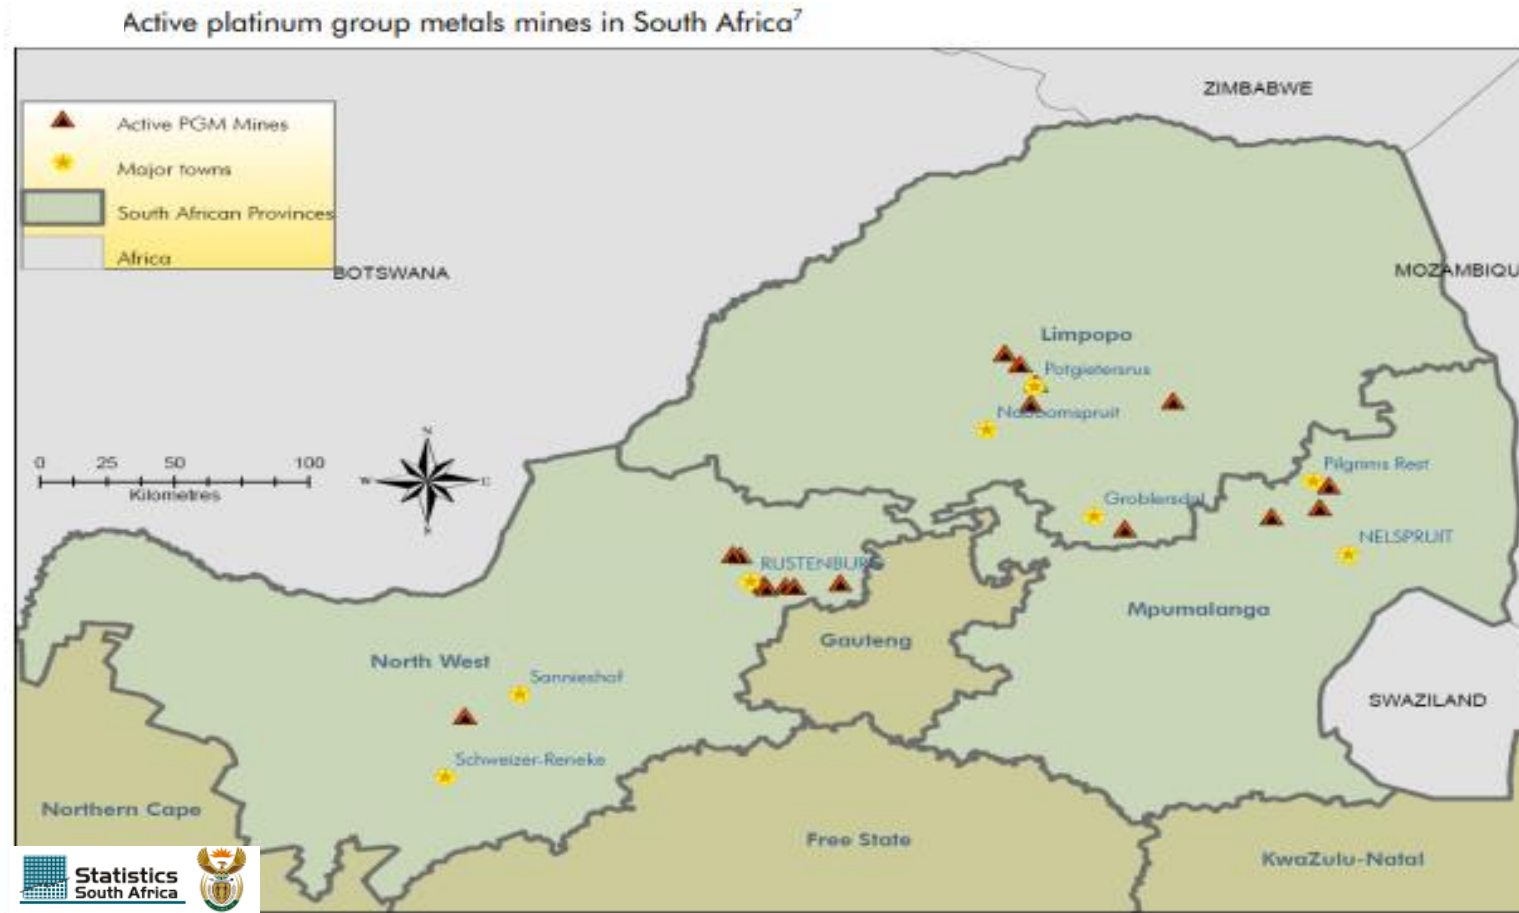 Active platinum group metals mines in South Africa7
ZIMBABWE
Active PGM Mines
Major towns
South African Provinces
Africa
BOTSWANA
MOZAMBIQU
Limpopo
Potgietersrus
Naboomspruit
N
W
E
S
0 25 50 100
Kilometres
Pilgrims Rest
Groblersdal
NELSPRUIT
RUSTENBURG
Mpumalanga
Gauteng
North West
Sannieshof
SWAZILAND
Schweizer-Reneke
Northern Cape
Free State
KwaZulu-Natal
Statistics
South Africa